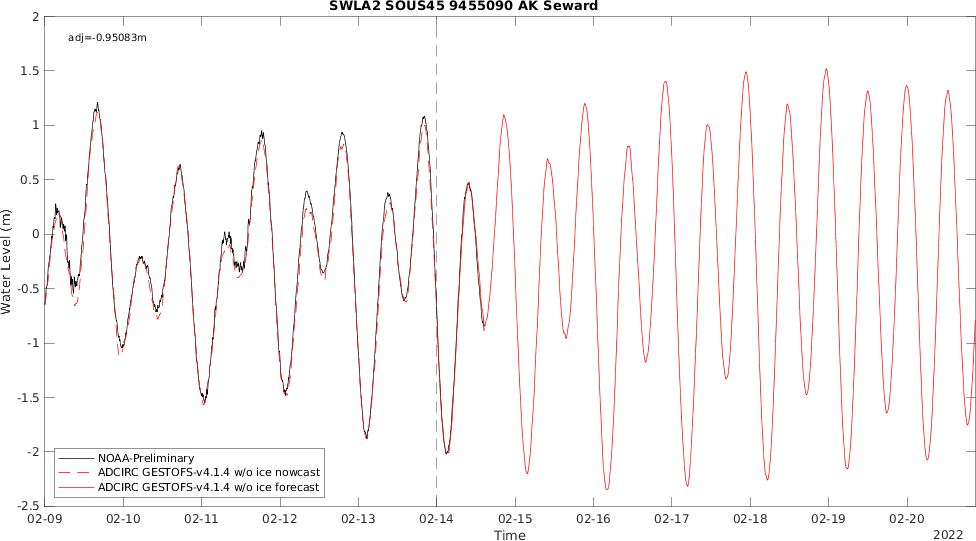 SWLA2 SOUS45 9455090 AK Seward
adj=-0.95083m
2
1.5
1
0.5
0
-0.5
-1
-1.5
-2
-2.5
Water Level (m)
NOAA-Preliminary
ADCIRC GESTOFS-v4.1.4 w/o ice nowcast
ADCIRC GESTOFS-v4.1.4 w/o ice forecast
02-09 02-10 02-11 02-12 02-13 02-14 02-15 02-16 02-17 02-18 02-19 02-20
Time
2022